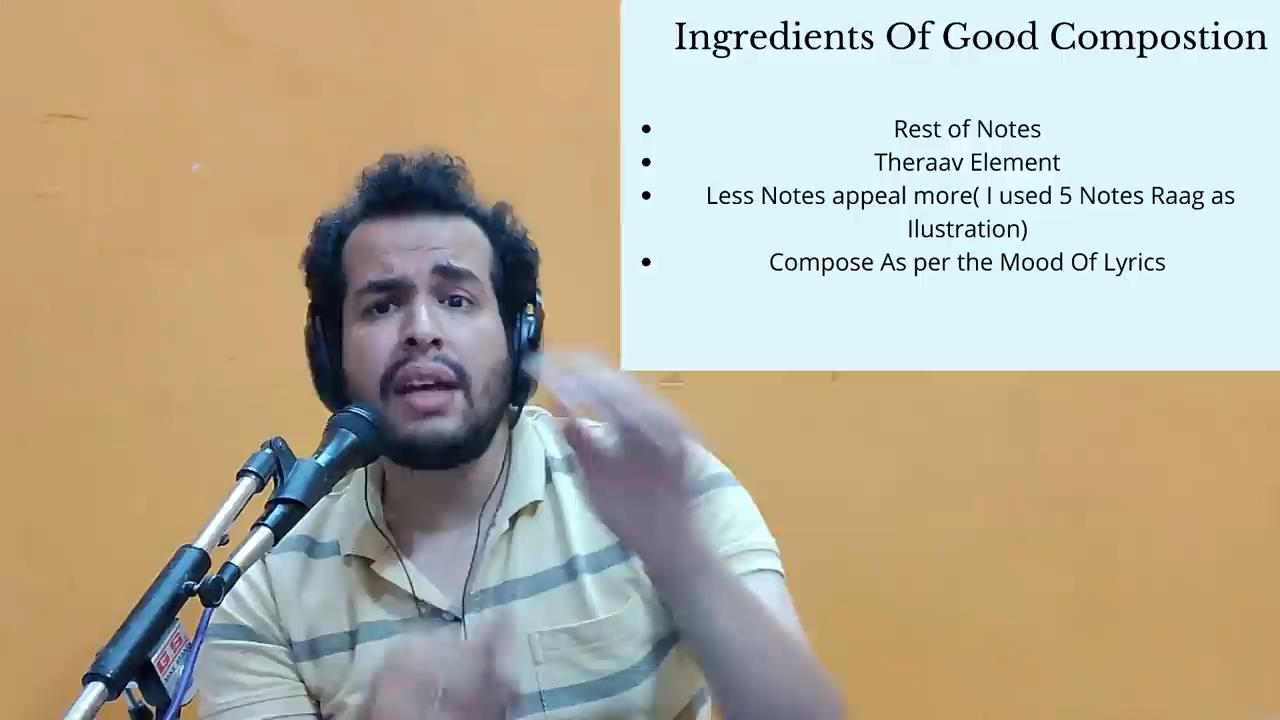 Ingredients Of Good Compostion
Rest of Notes
Theraav Element
Less Notes appeal more( I used 5 Notes Raag as
Ilustration)
Compose As per the Mood Of Lyrics